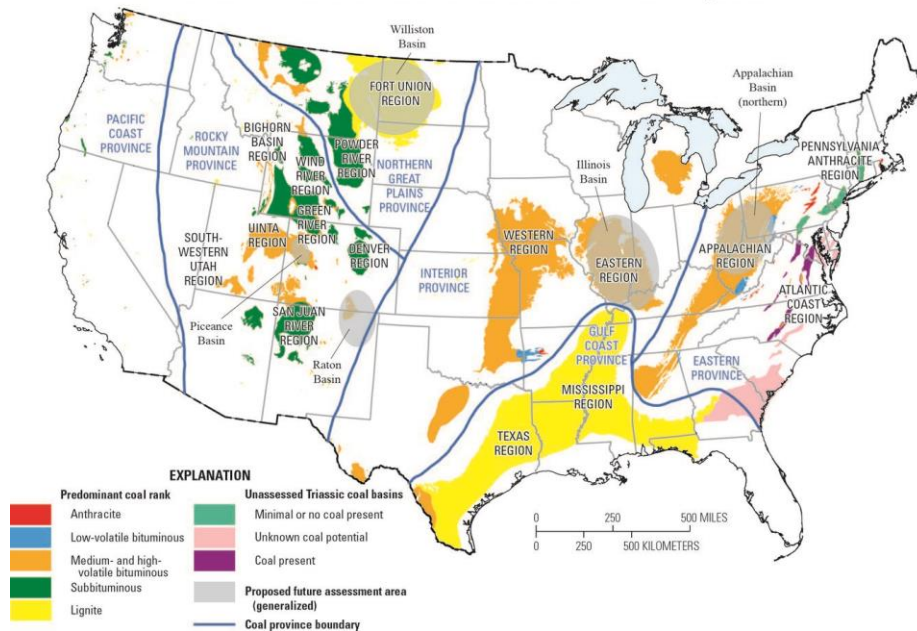 Williston
Basin
FORT UNION
REGION
Appalachian
Basin
(northern)
PACIFIC
COAST
PROVINCE
ROCKY
MOUNTAIN
PROVINCE
BIGHORN
BASIN
REGION
POWDER
RIVER
REGION
WIND
RIVER
REGION
NORTHERN
GREAT
PLAINS
PROVINCE
Illinois
Basin
PENNSYLVANIA
ANTHRACITE
REGION
GREEN
RIVER
REGION
UINTA
REGION
SOUTH-
WESTERN
UTAH
REGION
DENVER
REGION
WESTERN
REGION
EASTERN
REGION
APPALACHIAN
REGION
INTERIOR
PROVINCE
ATLANTIC
COAST
REGION
Piceance
Basin
SAN JUAN
RIVER
REGION
Raton
Basin
GULF
COAST
PROVINCE
EASTERN
PROVINCE
MISSISSIPPI
REGION
TEXAS
REGION
EXPLANATION
Predominant coal rank
Anthracite
Low-volatile bituminous
Medium- and high-
volatile bituminous
Subbituminous
Lignite
Unassessed Triassic coal basins
Minimal or no coal present
Unknown coal potential
Coal present
Proposed future assessment area
(generalized)
Coal province boundary
0 250 500 MILES
0 250 500 KILOMETERS